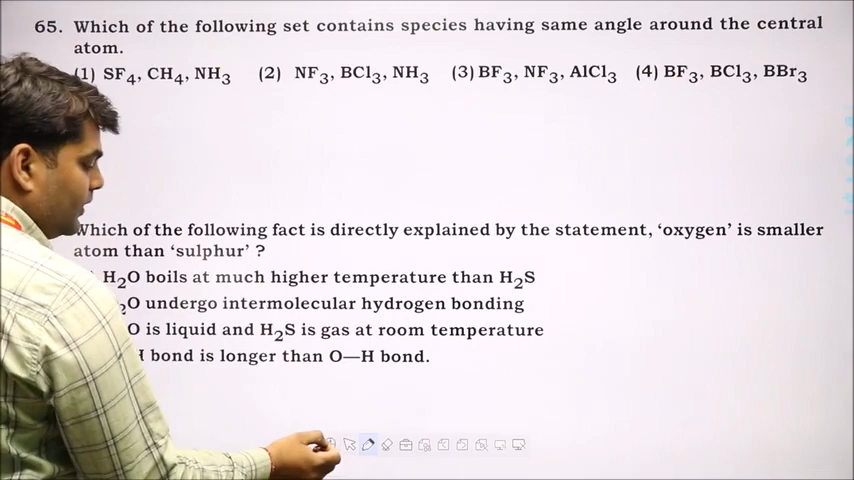 65. Which of the following set contains species having same angle around the central
atom.
(1) SF4, CH4, NH3 (2) NF3, BCl3, NH3 (3) BF3, NF3, AlCl3 (4) BF3, BCl3, BBr3
Which of the following fact is directly explained by the statement, ‘oxygen’ is smaller
atom than ‘sulphur’ ?
H2O boils at much higher temperature than H2S
2O undergo intermolecular hydrogen bonding
O is liquid and H2S is gas at room temperature
H bond is longer than O—H bond.